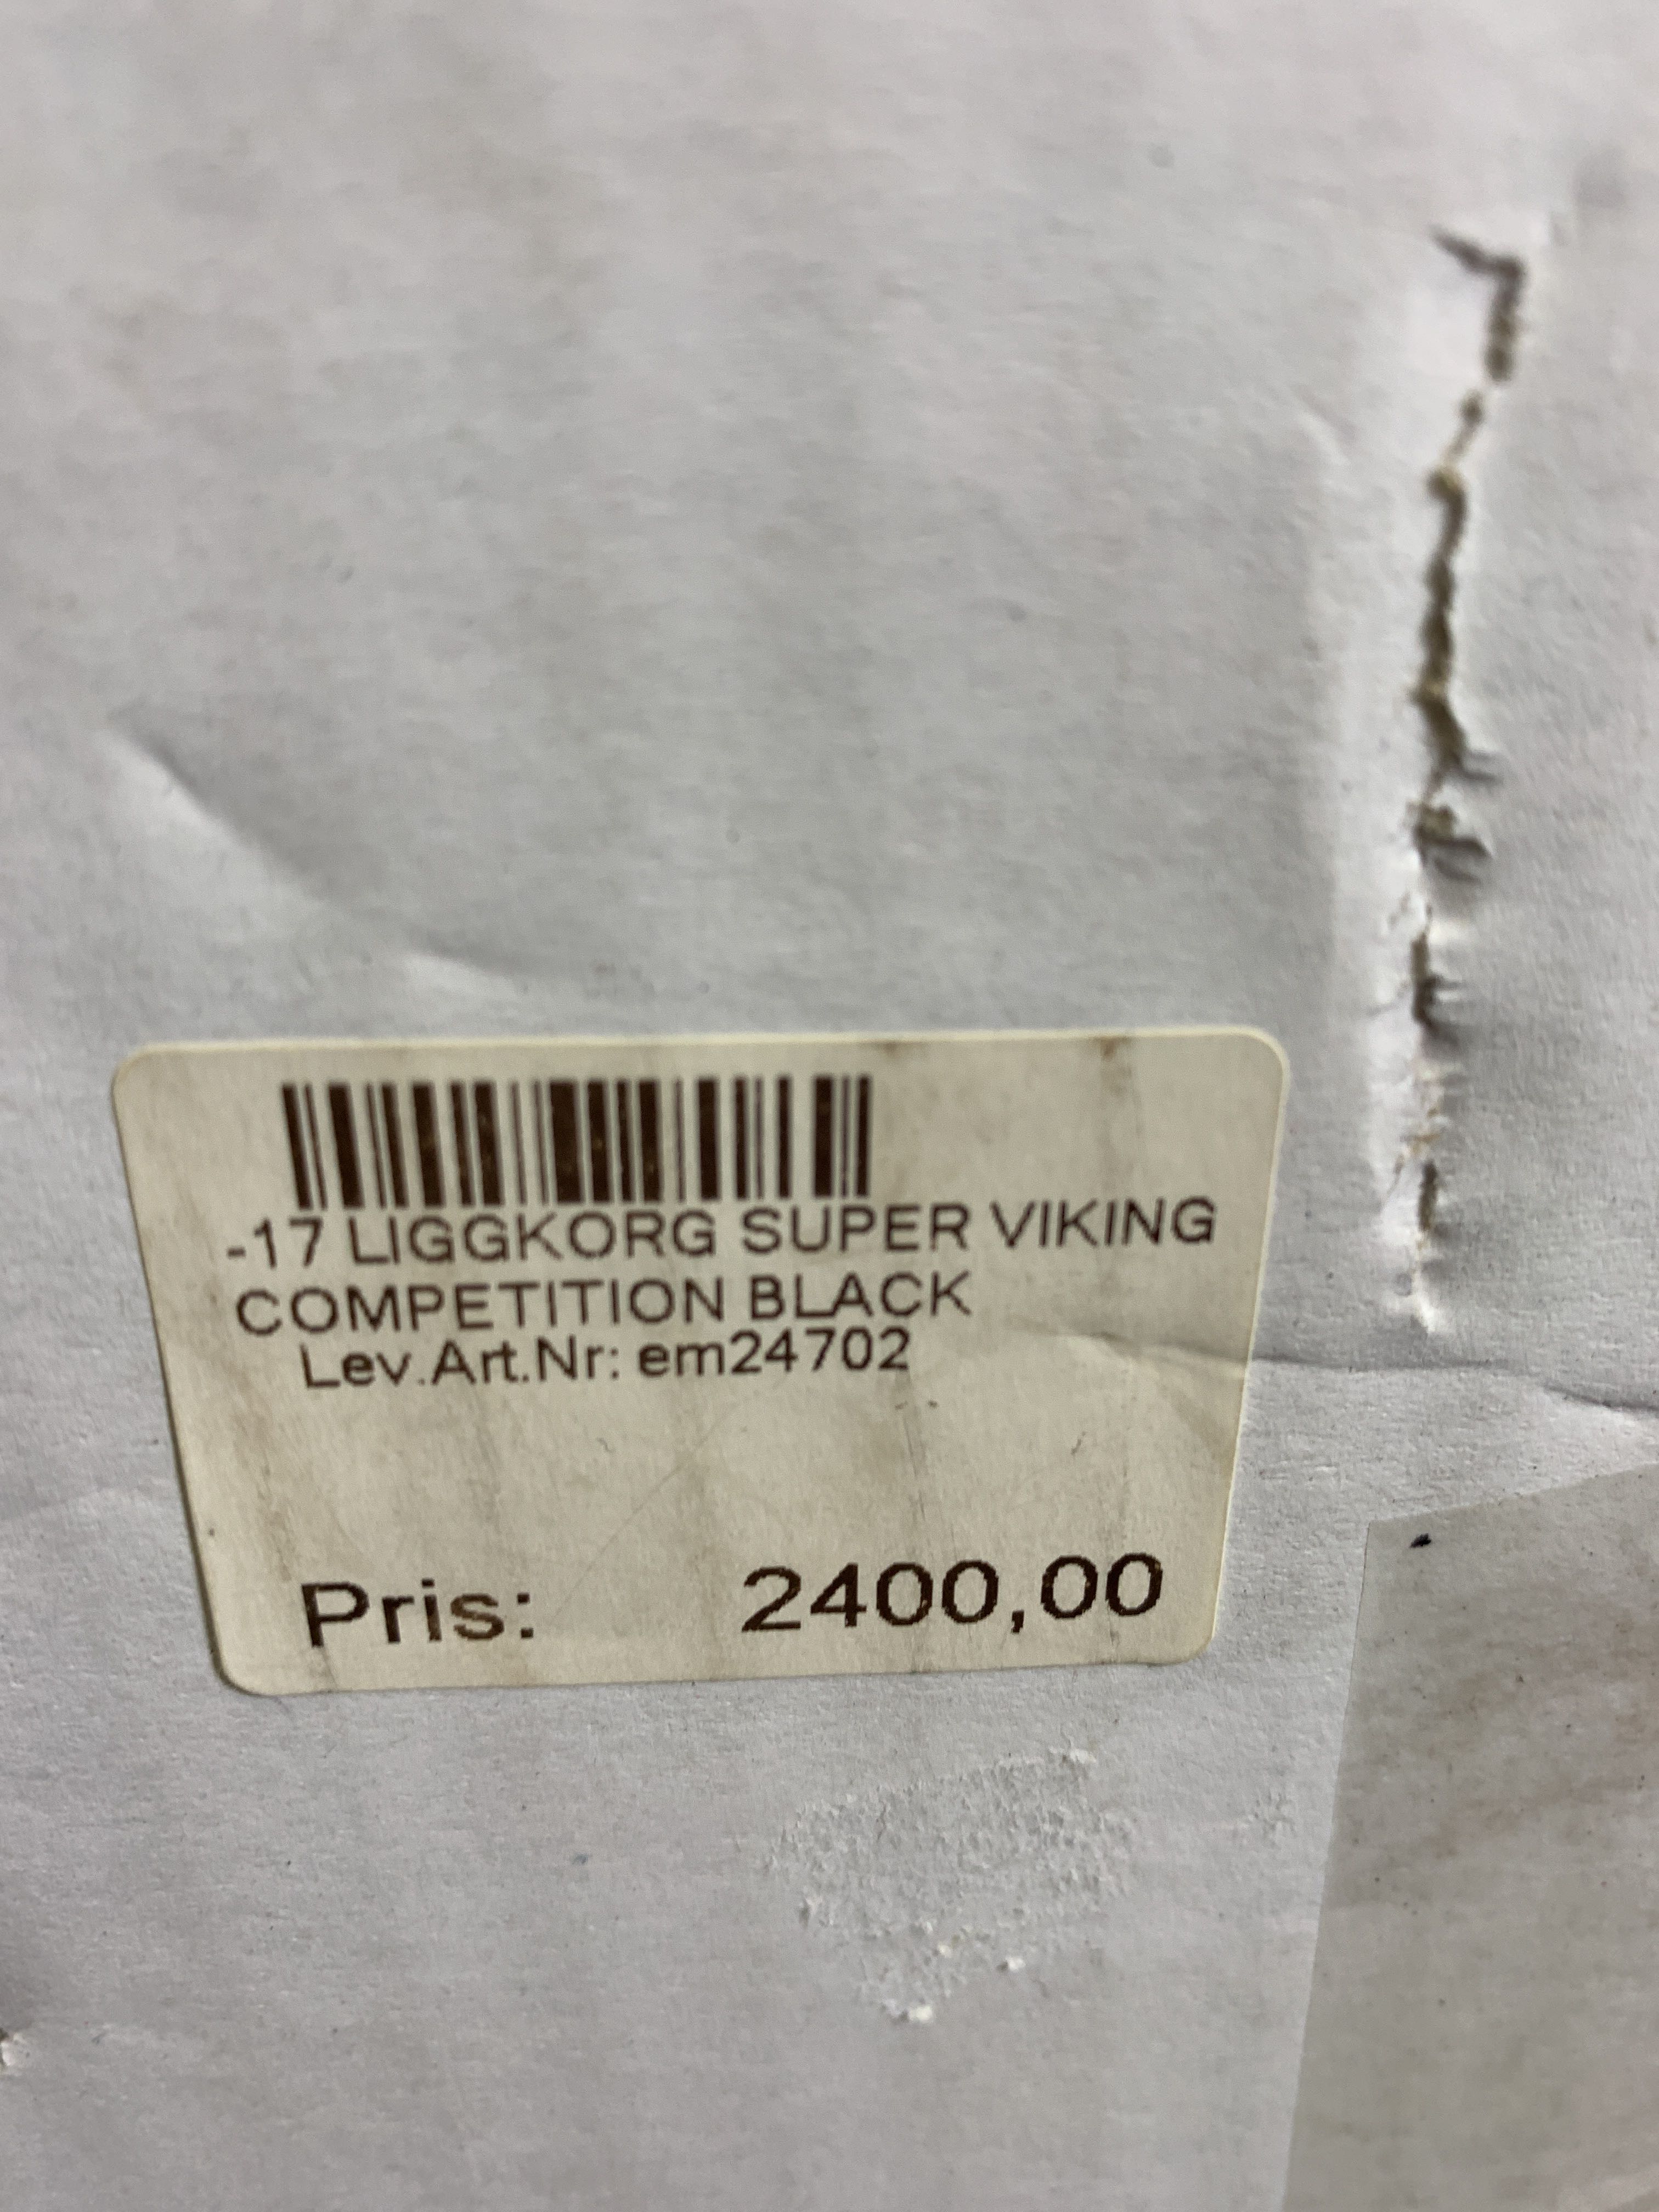 -17 LIGGKORG SUPER VIKING
COMPETITION BLACK
Lev.Art.Nr: em24702
Pris: 2400,00